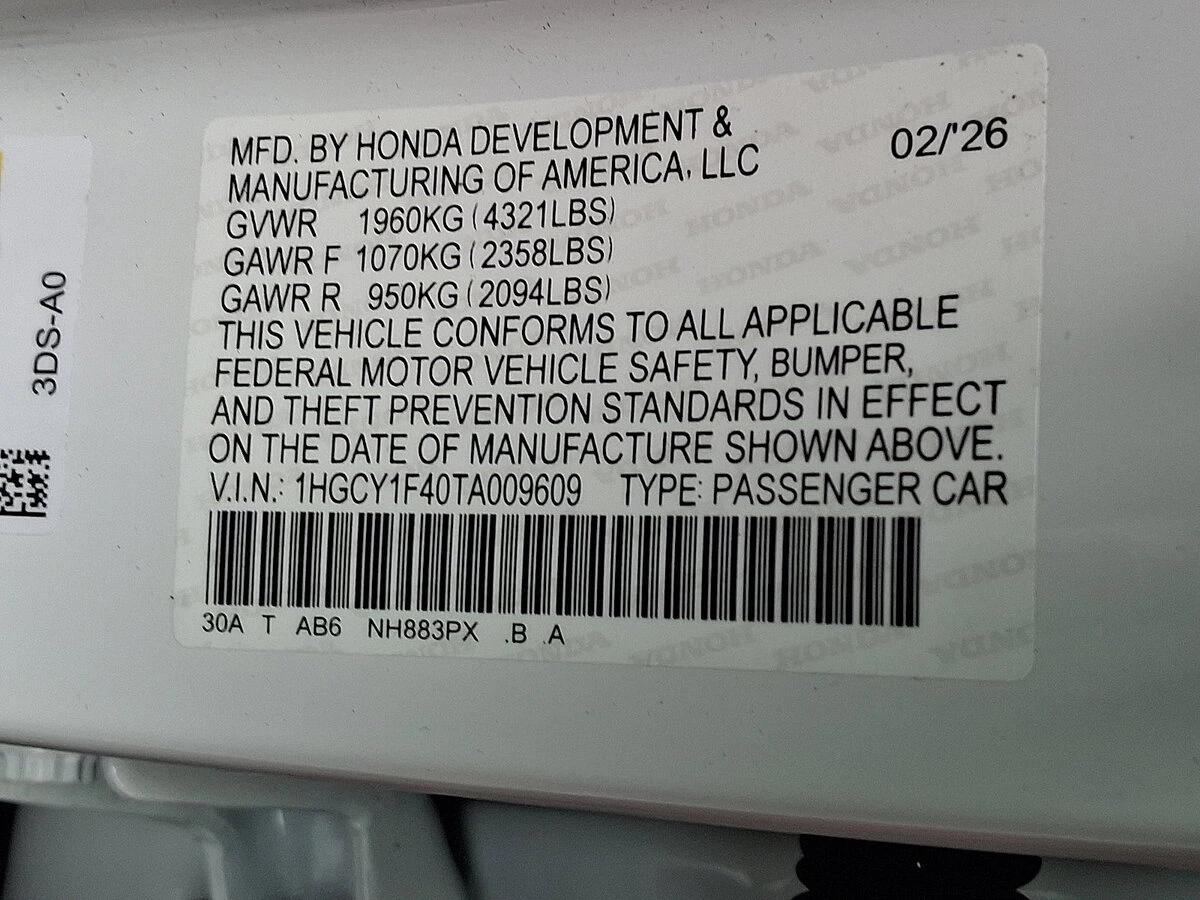 MFD. BY HONDA DEVELOPMENT &
MANUFACTURING OF AMERICA, LLC
02/'26
GVWR 1960KG (4321LBS)
GAWR F 1070KG (2358LBS)
GAWR R 950KG (2094LBS)
THIS VEHICLE CONFORMS TO ALL APPLICABLE
FEDERAL MOTOR VEHICLE SAFETY, BUMPER,
AND THEFT PREVENTION STANDARDS IN EFFECT
ON THE DATE OF MANUFACTURE SHOWN ABOVE.
V.I.N.: 1HGCY1F40TA009609 TYPE: PASSENGER CAR
30A T AB6 NH883PX .B .A
3DS-A0